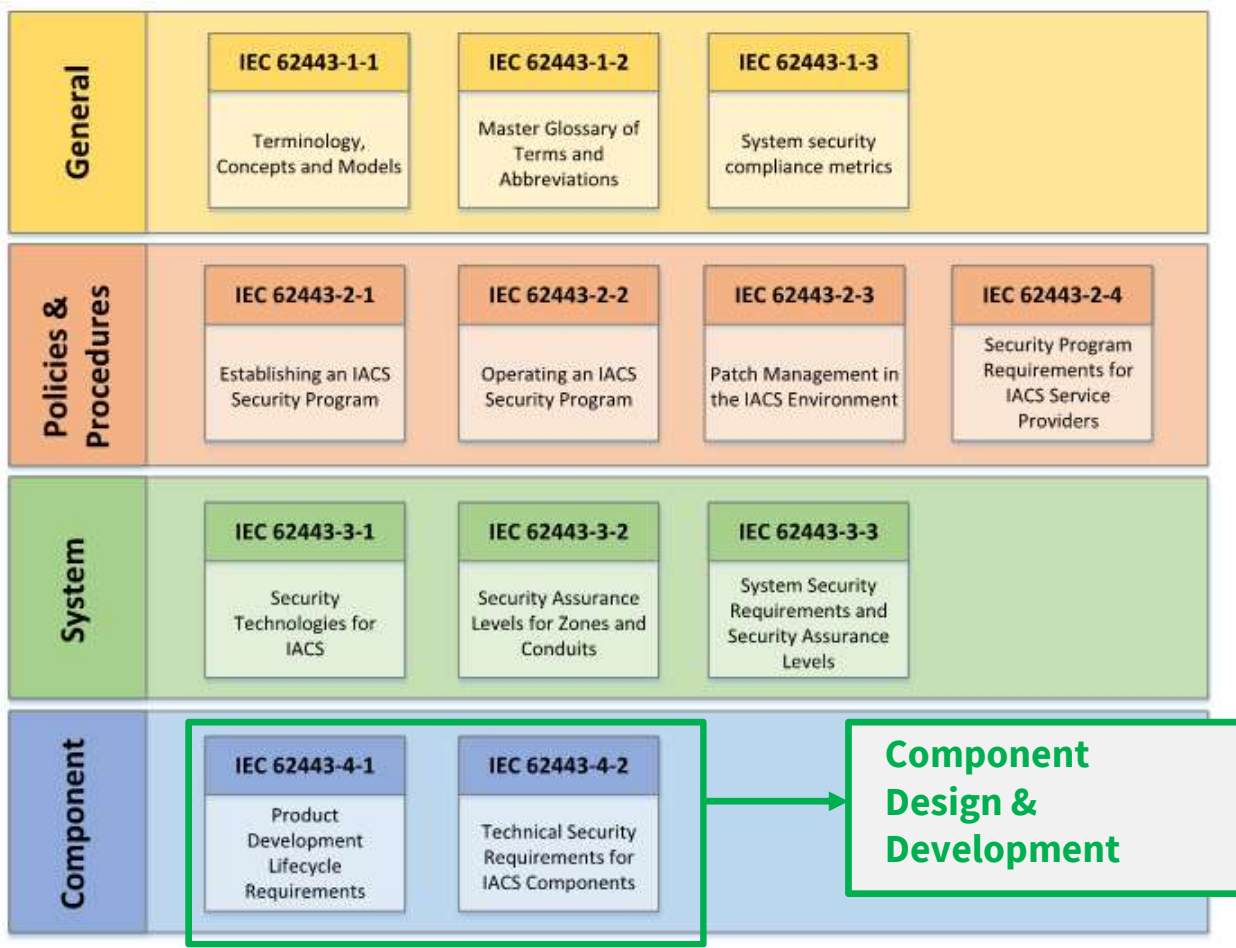 General
IEC 62443-1-1
Terminology,
Concepts and Models
IEC 62443-1-2
Master Glossary of
Terms and
Abbreviations
IEC 62443-1-3
System security
compliance metrics
Policies &
Procedures
IEC 62443-2-1
Establishing an IACS
Security Program
IEC 62443-2-2
Operating an IACS
Security Program
IEC 62443-2-3
Patch Management in
the IACS Environment
IEC 62443-2-4
Security Program
Requirements for
IACS Service
Providers
System
IEC 62443-3-1
Security
Technologies for
IACS
IEC 62443-3-2
Security Assurance
Levels for Zones and
Conduits
IEC 62443-3-3
System Security
Requirements and
Security Assurance
Levels
Component
IEC 62443-4-1
Product
Development
Lifecycle
Requirements
IEC 62443-4-2
Technical Security
Requirements for
IACS Components
Component
Design &
Development